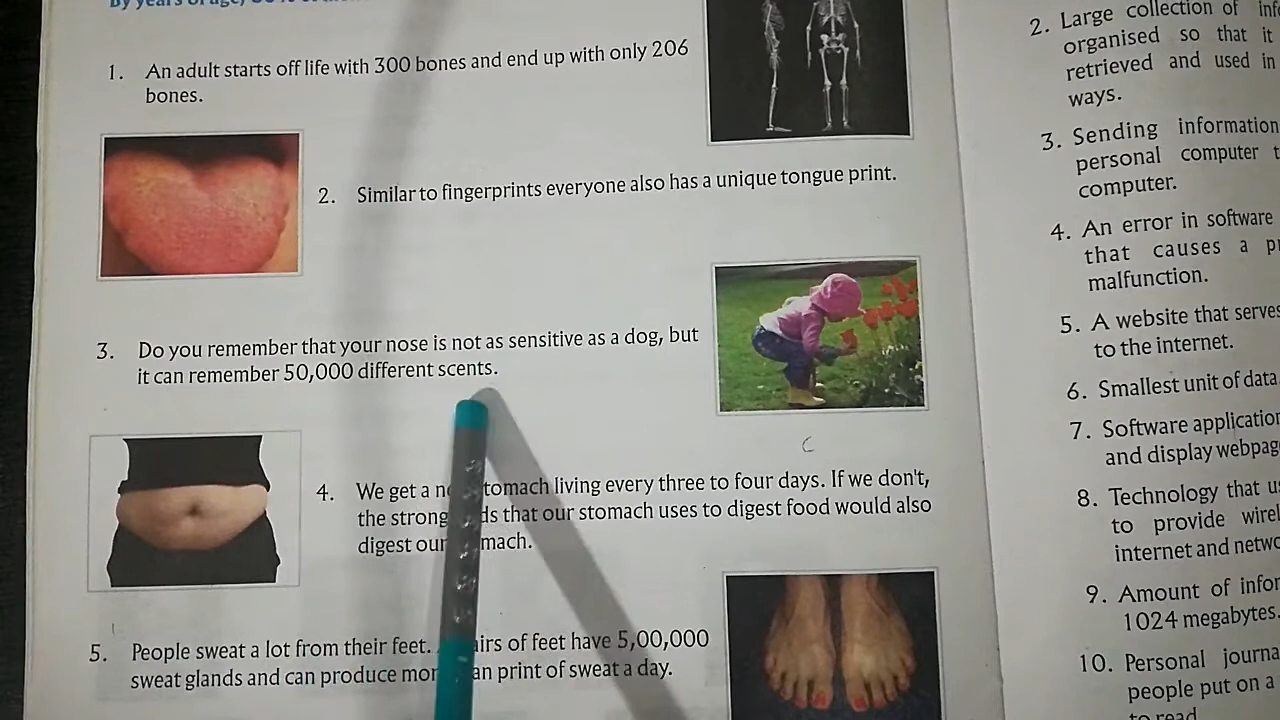 By years of age,
1. An adult starts off life with 300 bones and end up with only 206
bones.
2. Similar to fingerprints everyone also has a unique tongue print.
3. Do you remember that your nose is not as sensitive as a dog, but
it can remember 50,000 different scents.
4. We get a tomach living every three to four days. If we don't,
the strong ds that our stomach uses to digest food would also
digest our mach.
5. People sweat a lot from their feet. airs of feet have 5,00,000
sweat glands and can produce mor an print of sweat a day.
2. Large collection of inf
organised so that it
retrieved and used in
ways.
3. Sending information
personal computer t
computer.
4. An error in software
that causes a
malfunction.
5. A website that serves
to the internet.
6. Smallest unit of data
7. Software application
and display webpag
8. Technology that u
to provide wirel
internet and netwo
9. Amount of infor
1024 megabytes.
10. Personal journa
people put on a
to read